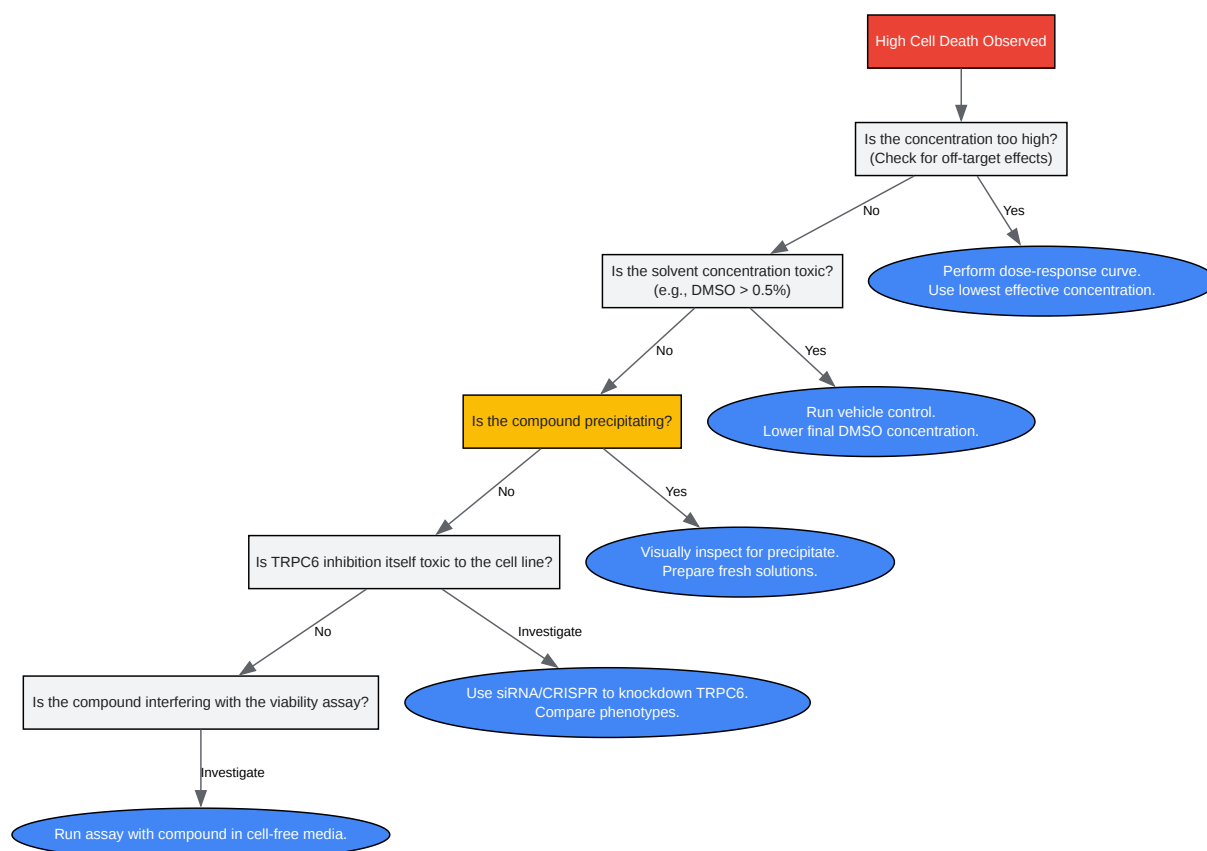 High Cell Death Observed
Is the concentration too high?
(Check for off-target effects)
No
Yes
Is the solvent concentration toxic?
(e.g., DMSO > 0.5%)
Perform dose-response curve.
Use lowest effective concentration.
No
Yes
Is the compound precipitating?
Run vehicle control.
Lower final DMSO concentration.
No
Yes
Is TRPC6 inhibition itself toxic to the cell line?
Visually inspect for precipitate.
Prepare fresh solutions.
No
Investigate
Is the compound interfering with the viability assay?
Use siRNA/CRISPR to knockdown TRPC6.
Compare phenotypes.
Investigate
Run assay with compound in cell-free media.